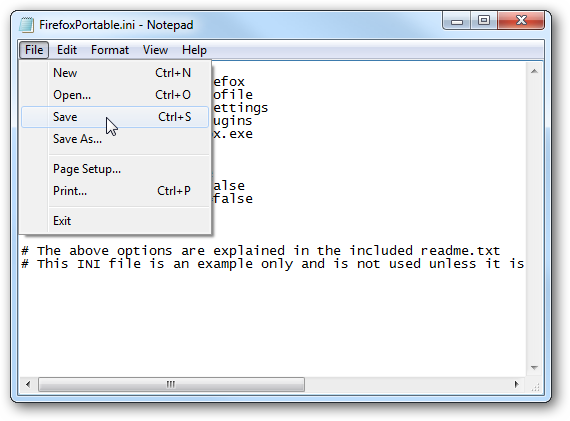 FirefoxPortable.ini - Notepad
File Edit Format View Help
New Ctrl+N
Open... Ctrl+O
Save Ctrl+S
Save As...
Page Setup...
Print... Ctrl+P
Exit
efox
ofile
ettings
ugins
x.exe
alse
false
# The above options are explained in the included readme.txt
# This INI file is an example only and is not used unless it is